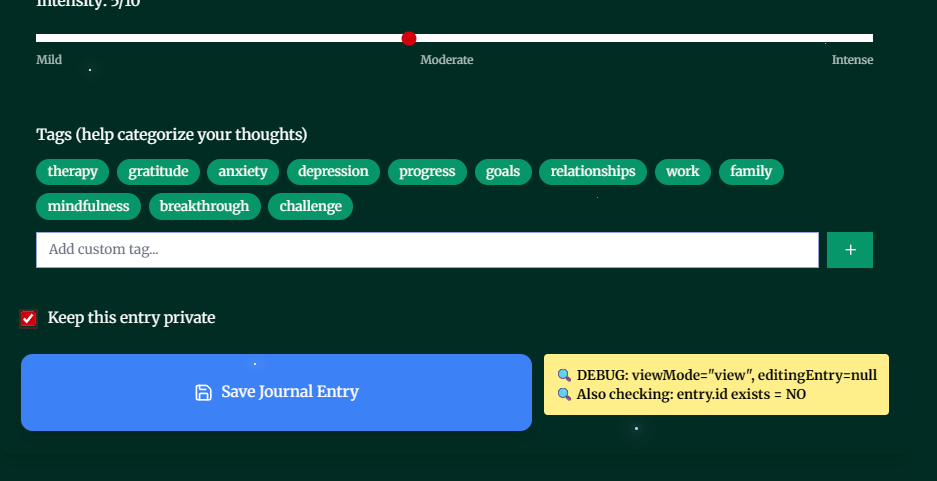 Intensity: 5/10
Mild Moderate Intense
Tags (help categorize your thoughts)
therapy gratitude anxiety depression progress goals relationships work family
mindfulness breakthrough challenge
Add custom tag...
+
Keep this entry private
Save Journal Entry
🔍 DEBUG: viewMode="view", editingEntry=null
🔍 Also checking: entry.id exists = NO